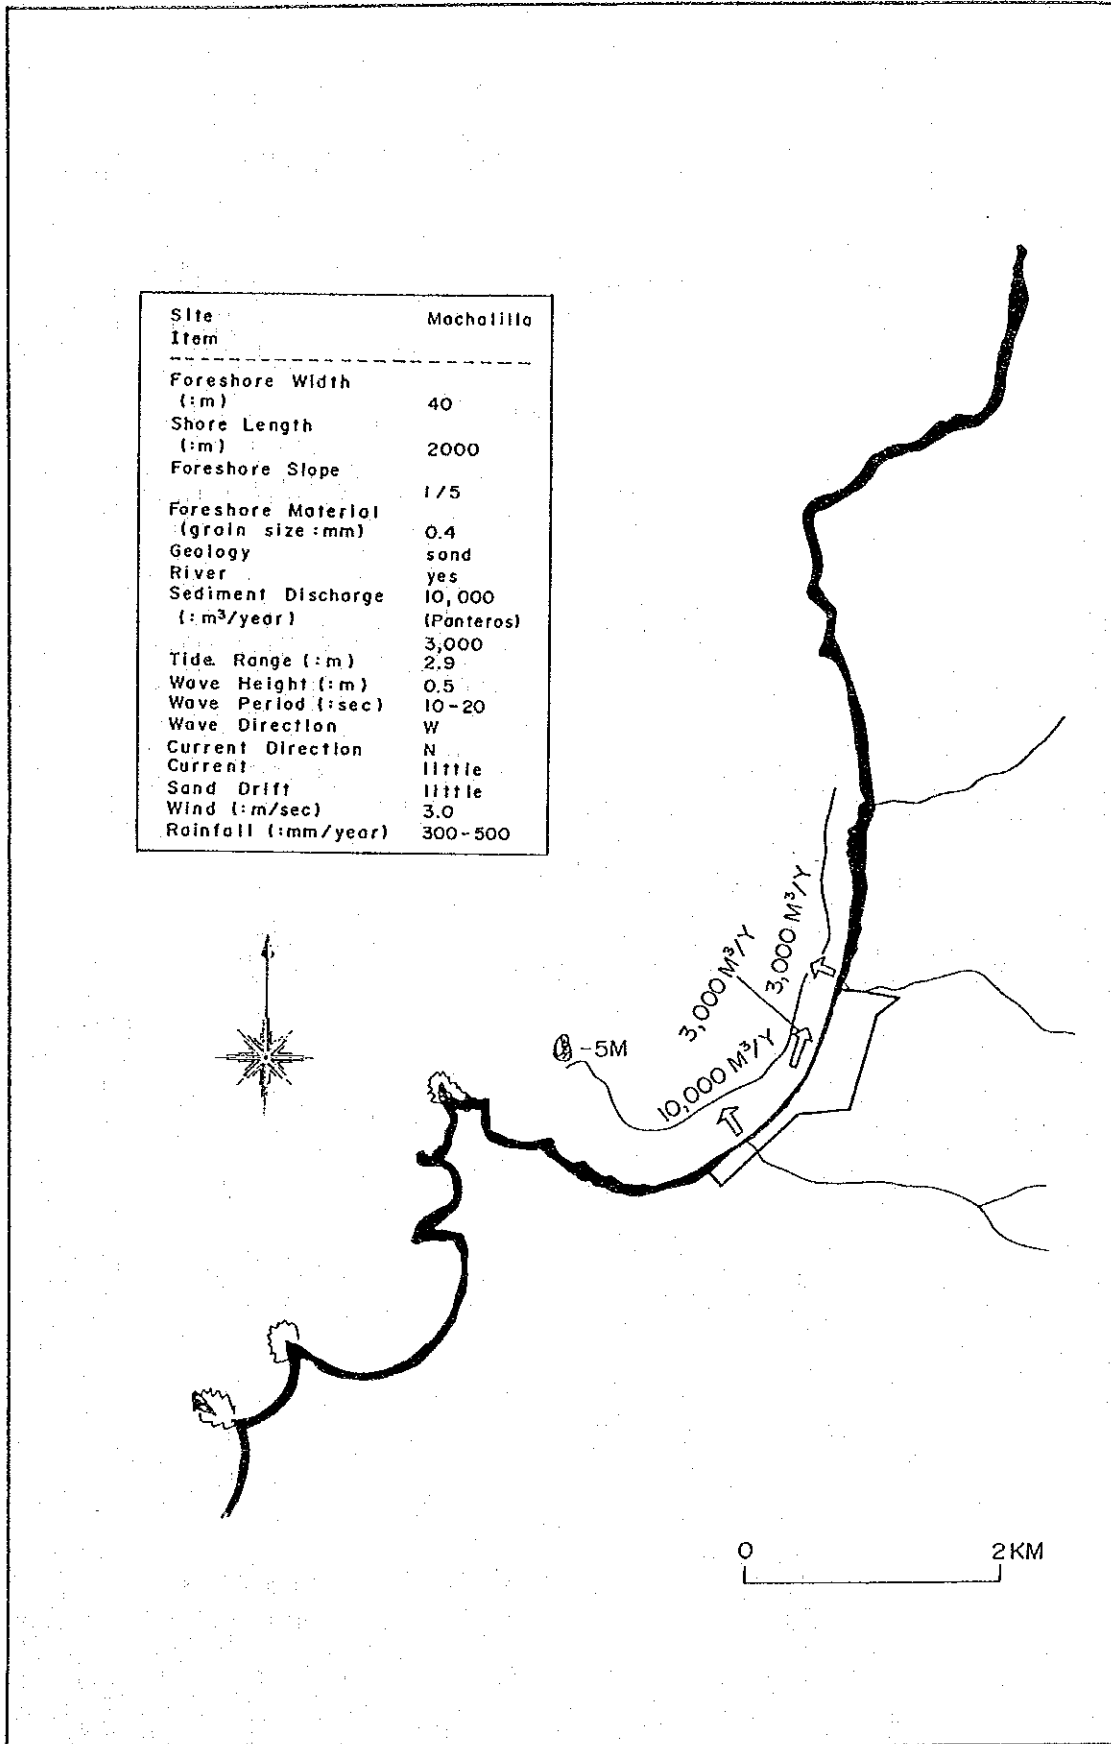 Site Machalilla
Item
Foreshore Width
(:m) 40
Shore Length
(:m) 2000
Foreshore Slope
1/5
Foreshore Material
(grain size:mm) 0.4
Geology sand
River yes
Sediment Discharge 10,000
(:m³/year) (Panteros)
3,000
Tide Range (:m) 2.9
Wave Height (:m) 0.5
Wave Period (:sec) 10-20
Wave Direction W
Current Direction N
Current little
Sand Drift little
Wind (:m/sec) 3.0
Rainfall (:mm/year) 300-500
3,000 M³/Y
3,000 M³/Y
10,000 M³/Y
-5M
0 2KM